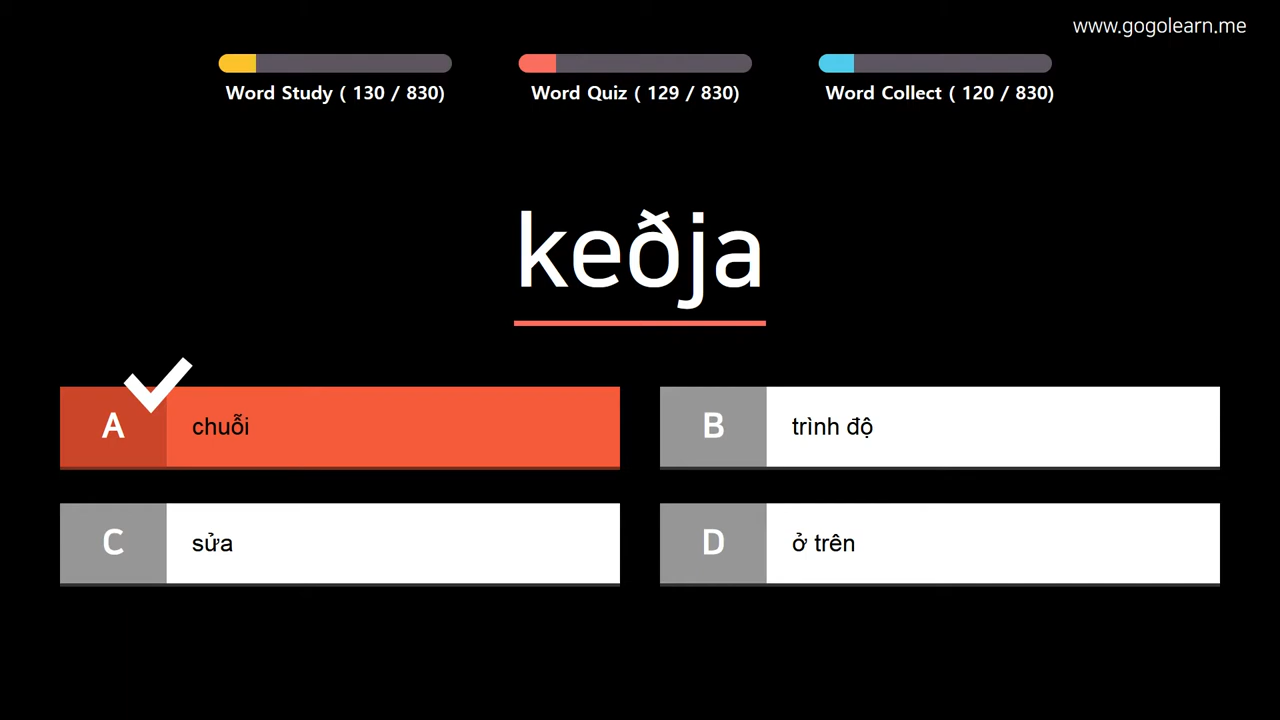 www.gogolearn.me
Word Study ( 130 / 830)
Word Quiz ( 129 / 830)
Word Collect ( 120 / 830)
keðja
A chuỗi
B trình độ
C sửa
D ở trên